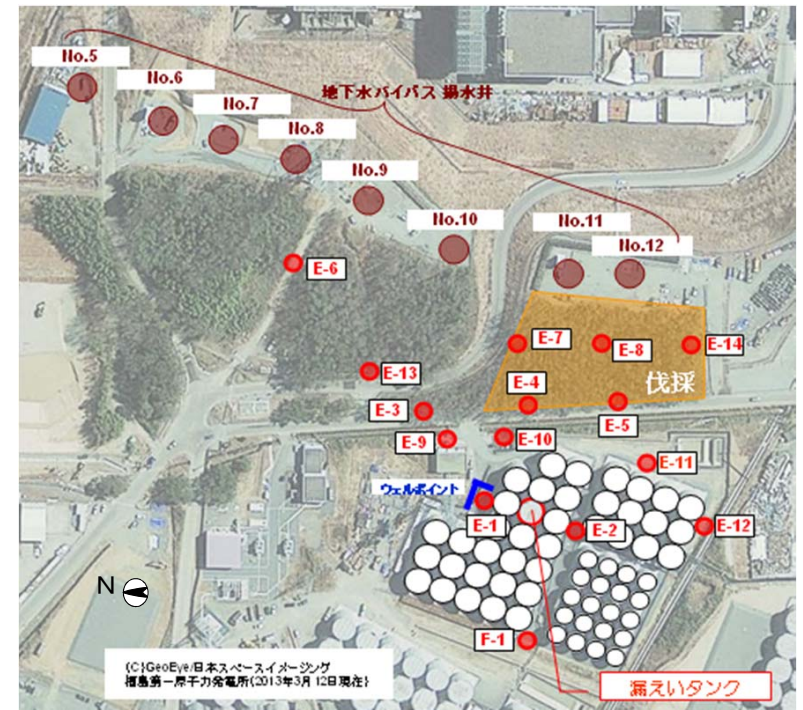 No.5
No.6
No.7
地下水バイパス 揚水井
No.8
No.9
No.10
No.11
No.12
E-6
E-7
E-8
E-14
E-13
伐採
E-4
E-3
E-5
E-9
E-10
E-11
ウェルポイント
E-1
E-2
E-12
N
F-1
(C)GeoEye/日本スペースイメージング
福島第一原子力発電所(2013年3月12日現在)
漏えいタンク